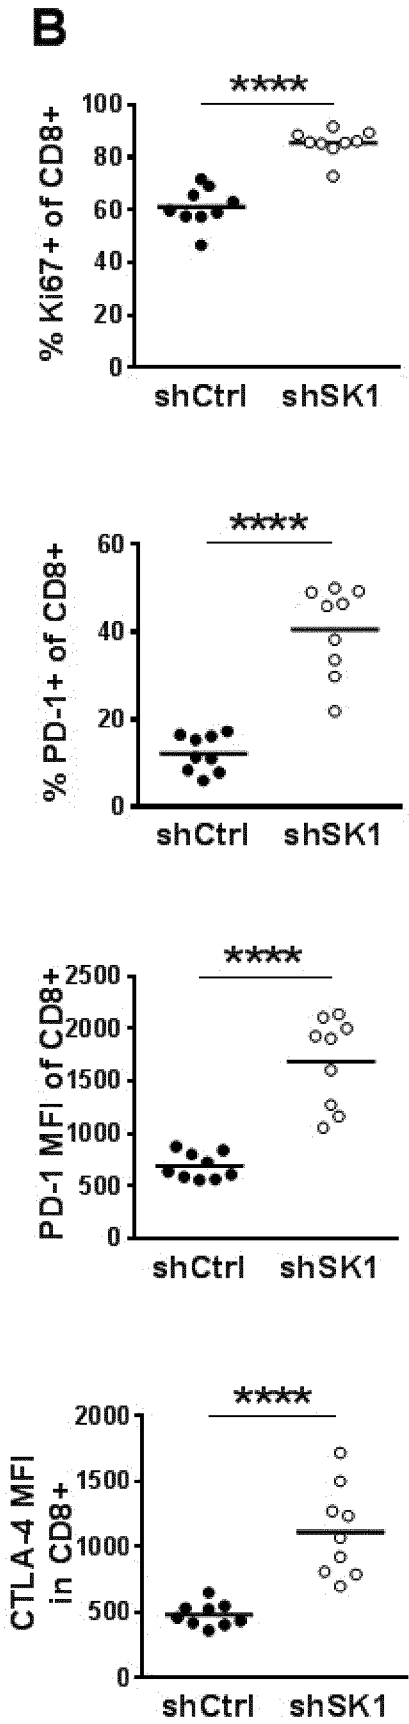 B
****
% Ki67+ of CD8+
100
80
60
40
20
0
shCtrl
shSK1
****
% PD-1+ of CD8+
60
40
20
0
shCtrl
shSK1
****
PD-1 MFI of CD8+
2500
2000
1500
1000
500
0
shCtrl
shSK1
****
CTLA-4 MFI
in CD8+
2000
1500
1000
500
0
shCtrl
shSK1